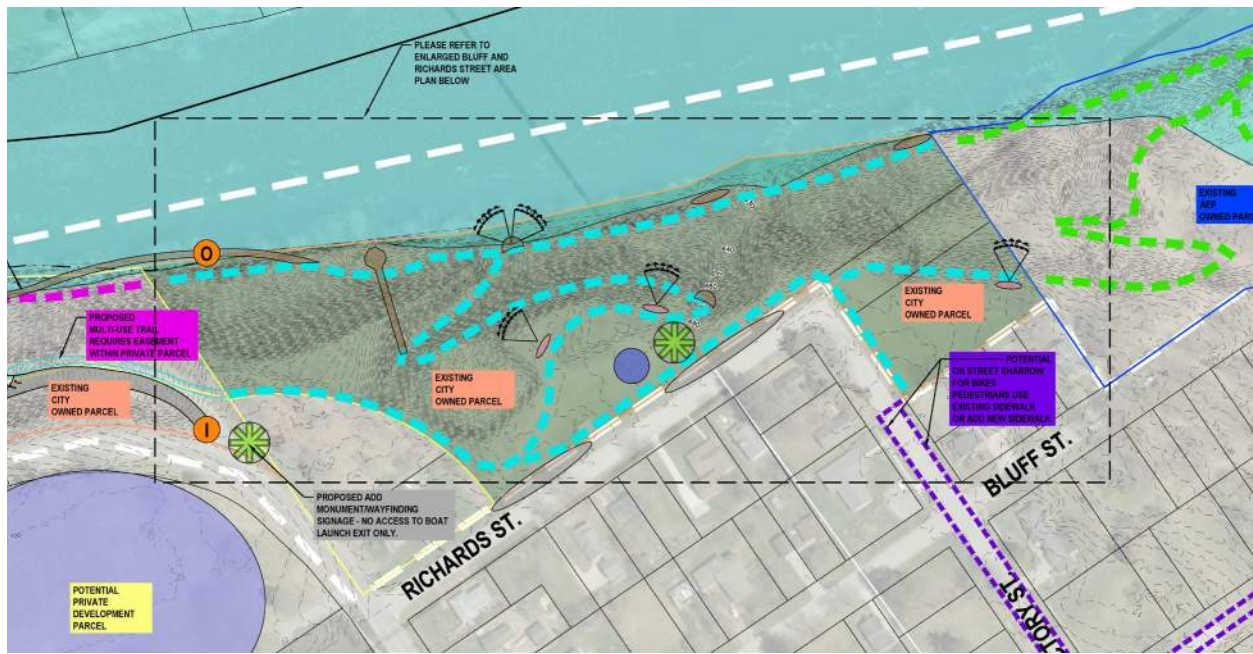 PLEASE REFER TO
ENLARGED BLUFF AND
RICHARDS STREET AREA
PLAN BELOW
EXISTING
AEP
OWNED PARC
O
PROPOSED
MULTI-USE TRAIL
REQUIRES EASEMENT
WITHIN PRIVATE PARCEL
EXISTING
CITY
OWNED PARCEL
EXISTING
CITY
OWNED PARCEL
EXISTING
CITY
OWNED PARCEL
POTENTIAL
ON STREET SHARROW
FOR BIKES
PEDESTRIANS USE
EXISTING SIDEWALK
OR ADD NEW SIDEWALK
I
PROPOSED ADD
MONUMENT/WAYFINDING
SIGNAGE - NO ACCESS TO BOAT
LAUNCH EXIT ONLY.
RICHARDS ST.
BLUFF ST.
TORY ST.
POTENTIAL
PRIVATE
DEVELOPMENT
PARCEL